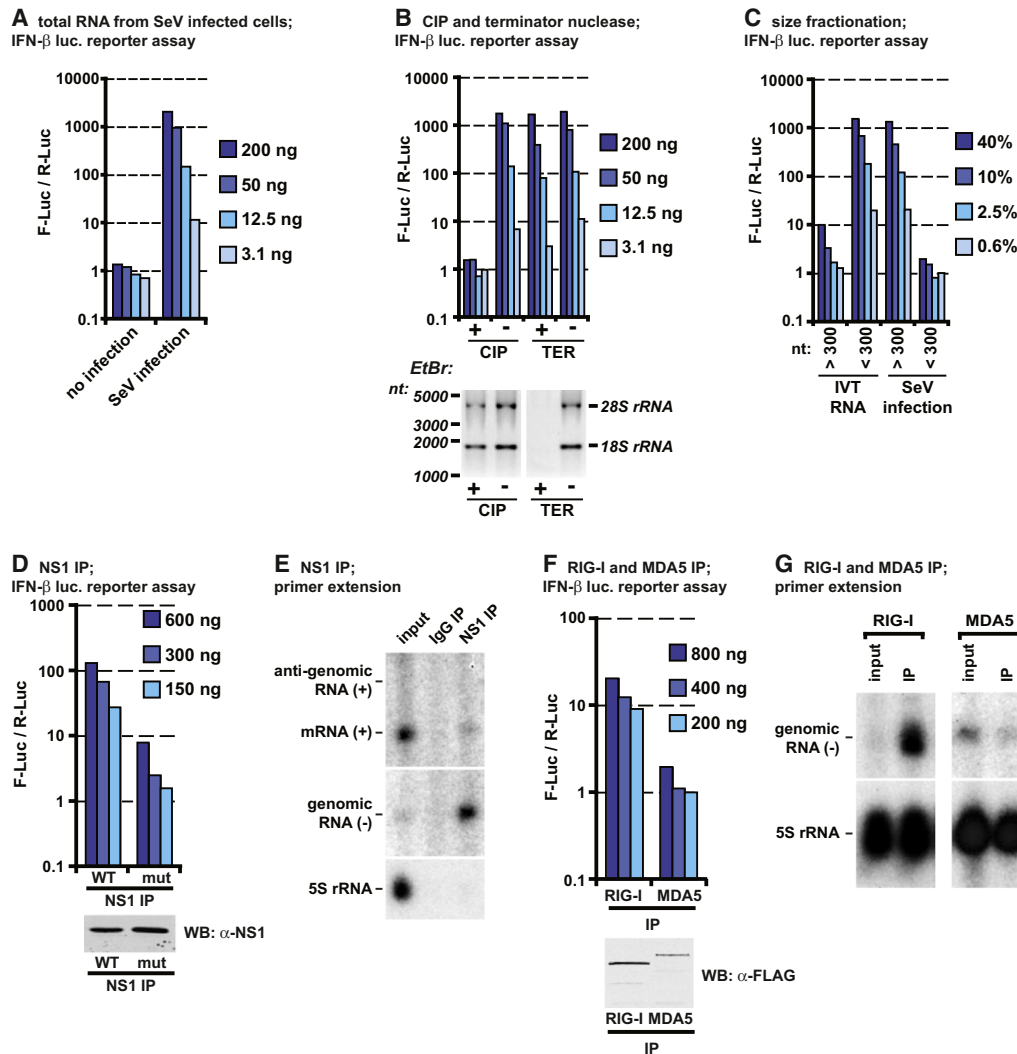 A total RNA from SeV infected cells;
IFN-β luc. reporter assay
F-Luc / R-Luc
10000
1000
100
10
1
0.1
200 ng
50 ng
12.5 ng
3.1 ng
no infection
SeV infection
B CIP and terminator nuclease;
IFN-β luc. reporter assay
F-Luc / R-Luc
10000
1000
100
10
1
0.1
200 ng
50 ng
12.5 ng
3.1 ng
+ - + -
CIP TER
EtBr:
nt:
5000
3000
2000
1000
28S rRNA
18S rRNA
+ - + -
CIP TER
C size fractionation;
IFN-β luc. reporter assay
F-Luc / R-Luc
10000
1000
100
10
1
0.1
40%
10%
2.5%
0.6%
nt: > 300 < 300 > 300 < 300
IVT RNA
SeV infection
D NS1 IP;
IFN-β luc. reporter assay
F-Luc / R-Luc
1000
100
10
1
0.1
600 ng
300 ng
150 ng
WT mut
NS1 IP
WB: α-NS1
WT mut
NS1 IP
E NS1 IP;
primer extension
input IgG IP NS1 IP
anti-genomic
RNA (+)
mRNA (+)
genomic
RNA (-)
5S rRNA
F RIG-I and MDA5 IP;
IFN-β luc. reporter assay
F-Luc / R-Luc
100
10
1
0.1
800 ng
400 ng
200 ng
RIG-I MDA5
IP
WB: α-FLAG
RIG-I MDA5
IP
G RIG-I and MDA5 IP;
primer extension
RIG-I MDA5
input IP input IP
genomic
RNA (-)
5S rRNA